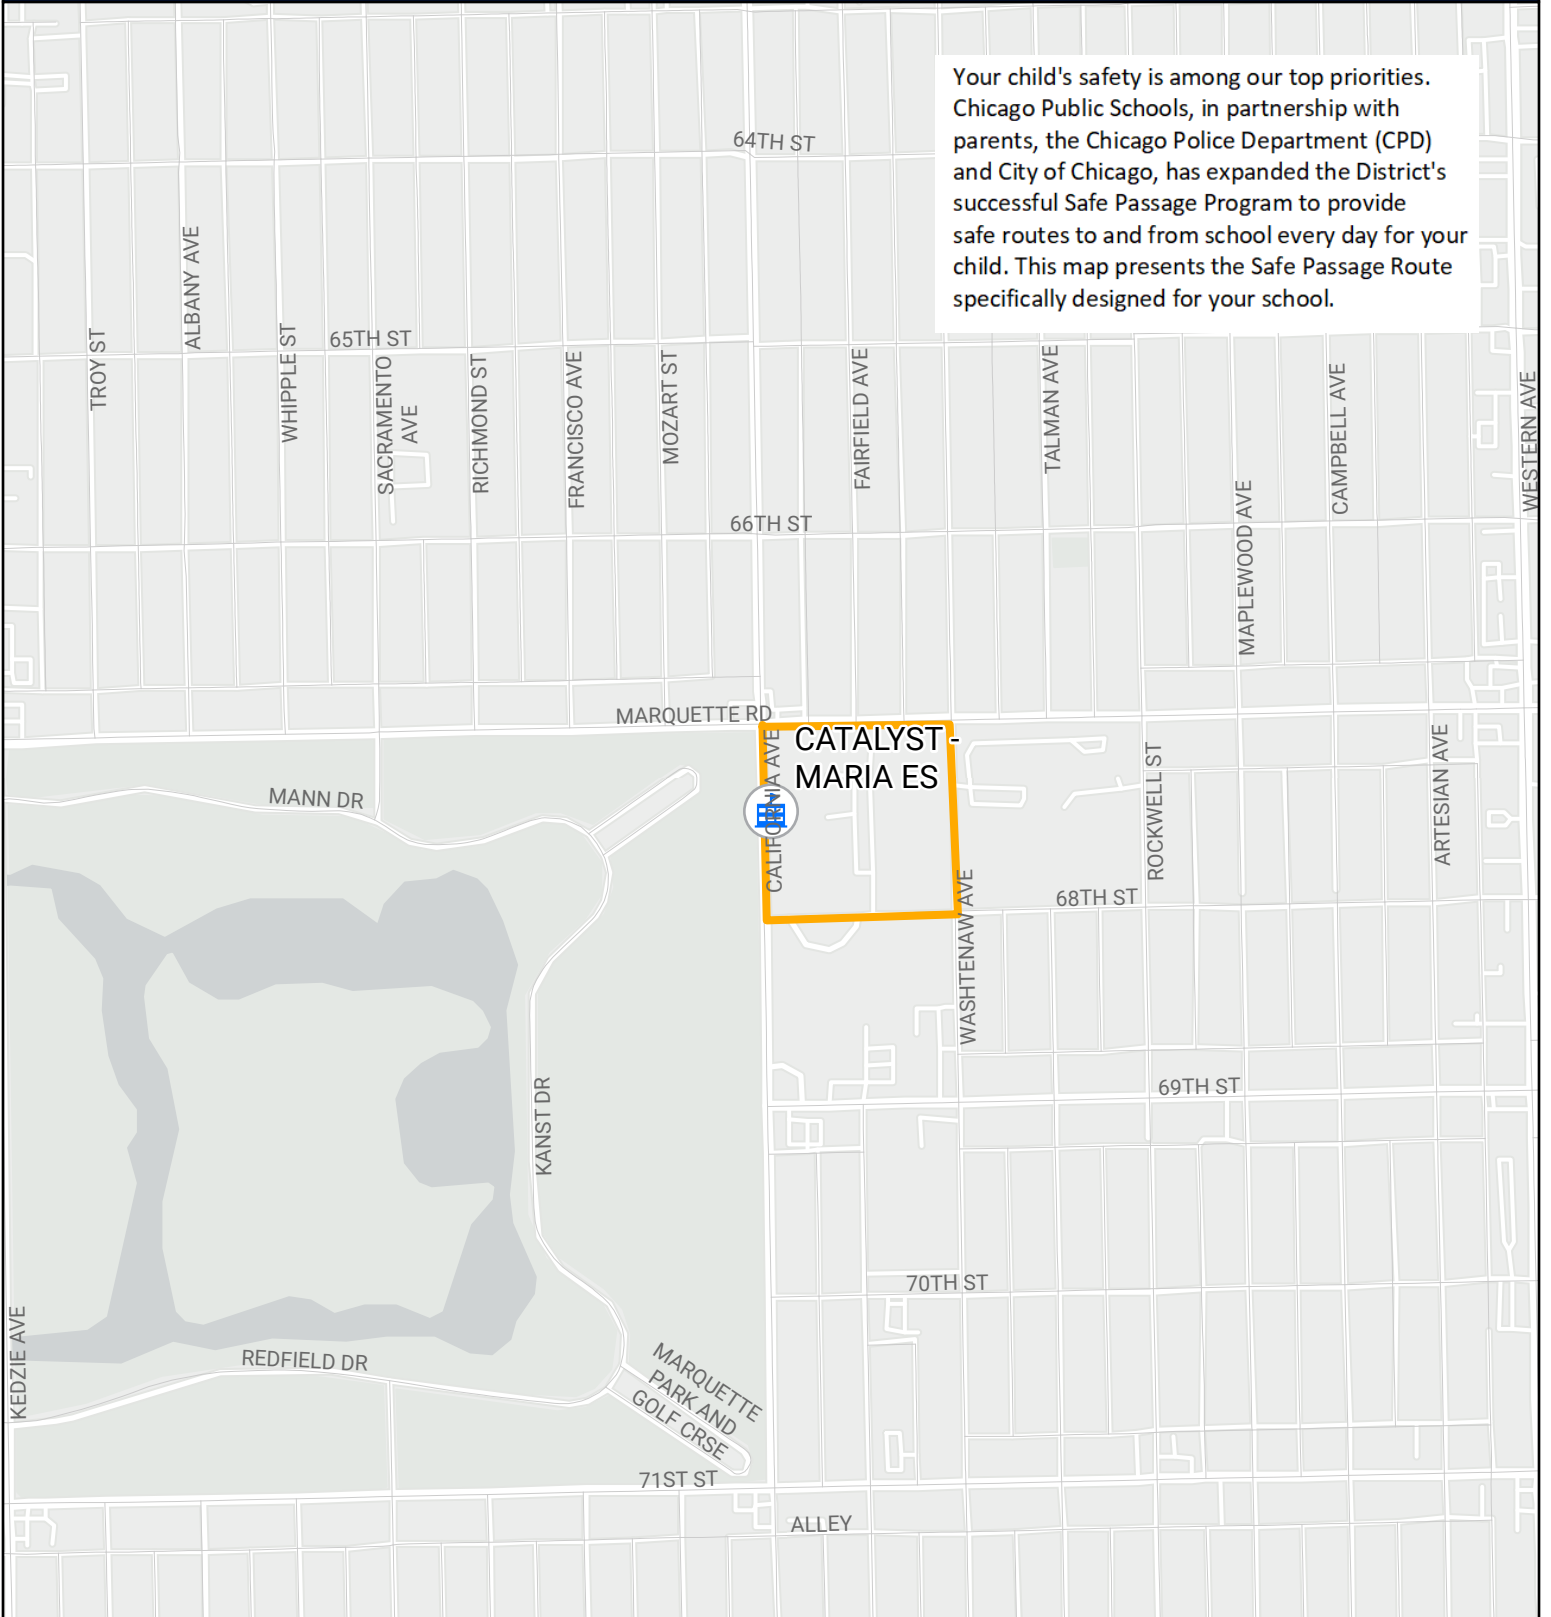 Your child's safety is among our top priorities.
Chicago Public Schools, in partnership with
parents, the Chicago Police Department (CPD)
and City of Chicago, has expanded the District's
successful Safe Passage Program to provide
safe routes to and from school every day for your
child. This map presents the Safe Passage Route
specifically designed for your school.
64TH ST
ALBANY AVE
TROY ST
WHIPPLE ST
65TH ST
SACRAMENTO
AVE
RICHMOND ST
FRANCISCO AVE
MOZART ST
FAIRFIELD AVE
TALMAN AVE
CAMPBELL AVE
WESTERN AVE
MAPLEWOOD AVE
66TH ST
MARQUETTE RD
CATALYST -
MARIA ES
CALIFORNIA AVE
MANN DR
ROCKWELL ST
ARTESIAN AVE
68TH ST
WASHTENAW AVE
69TH ST
KANST DR
70TH ST
KEDZIE AVE
REDFIELD DR
MARQUETTE
PARK AND
GOLF CRSE
71ST ST
ALLEY